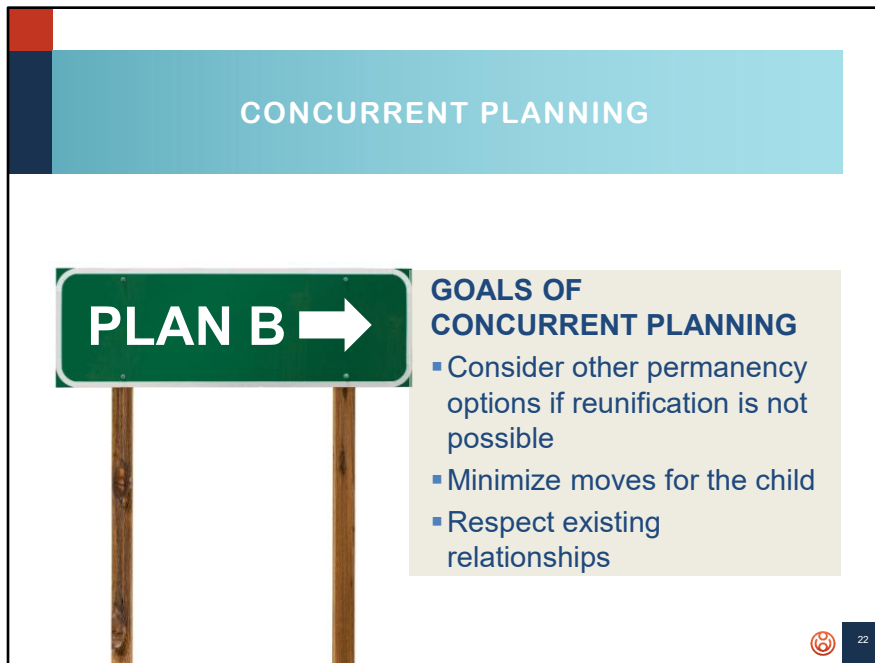 CONCURRENT PLANNING
PLAN B
GOALS OF
CONCURRENT PLANNING
Consider other permanency
options if reunification is not
possible
Minimize moves for the child
Respect existing
relationships
22